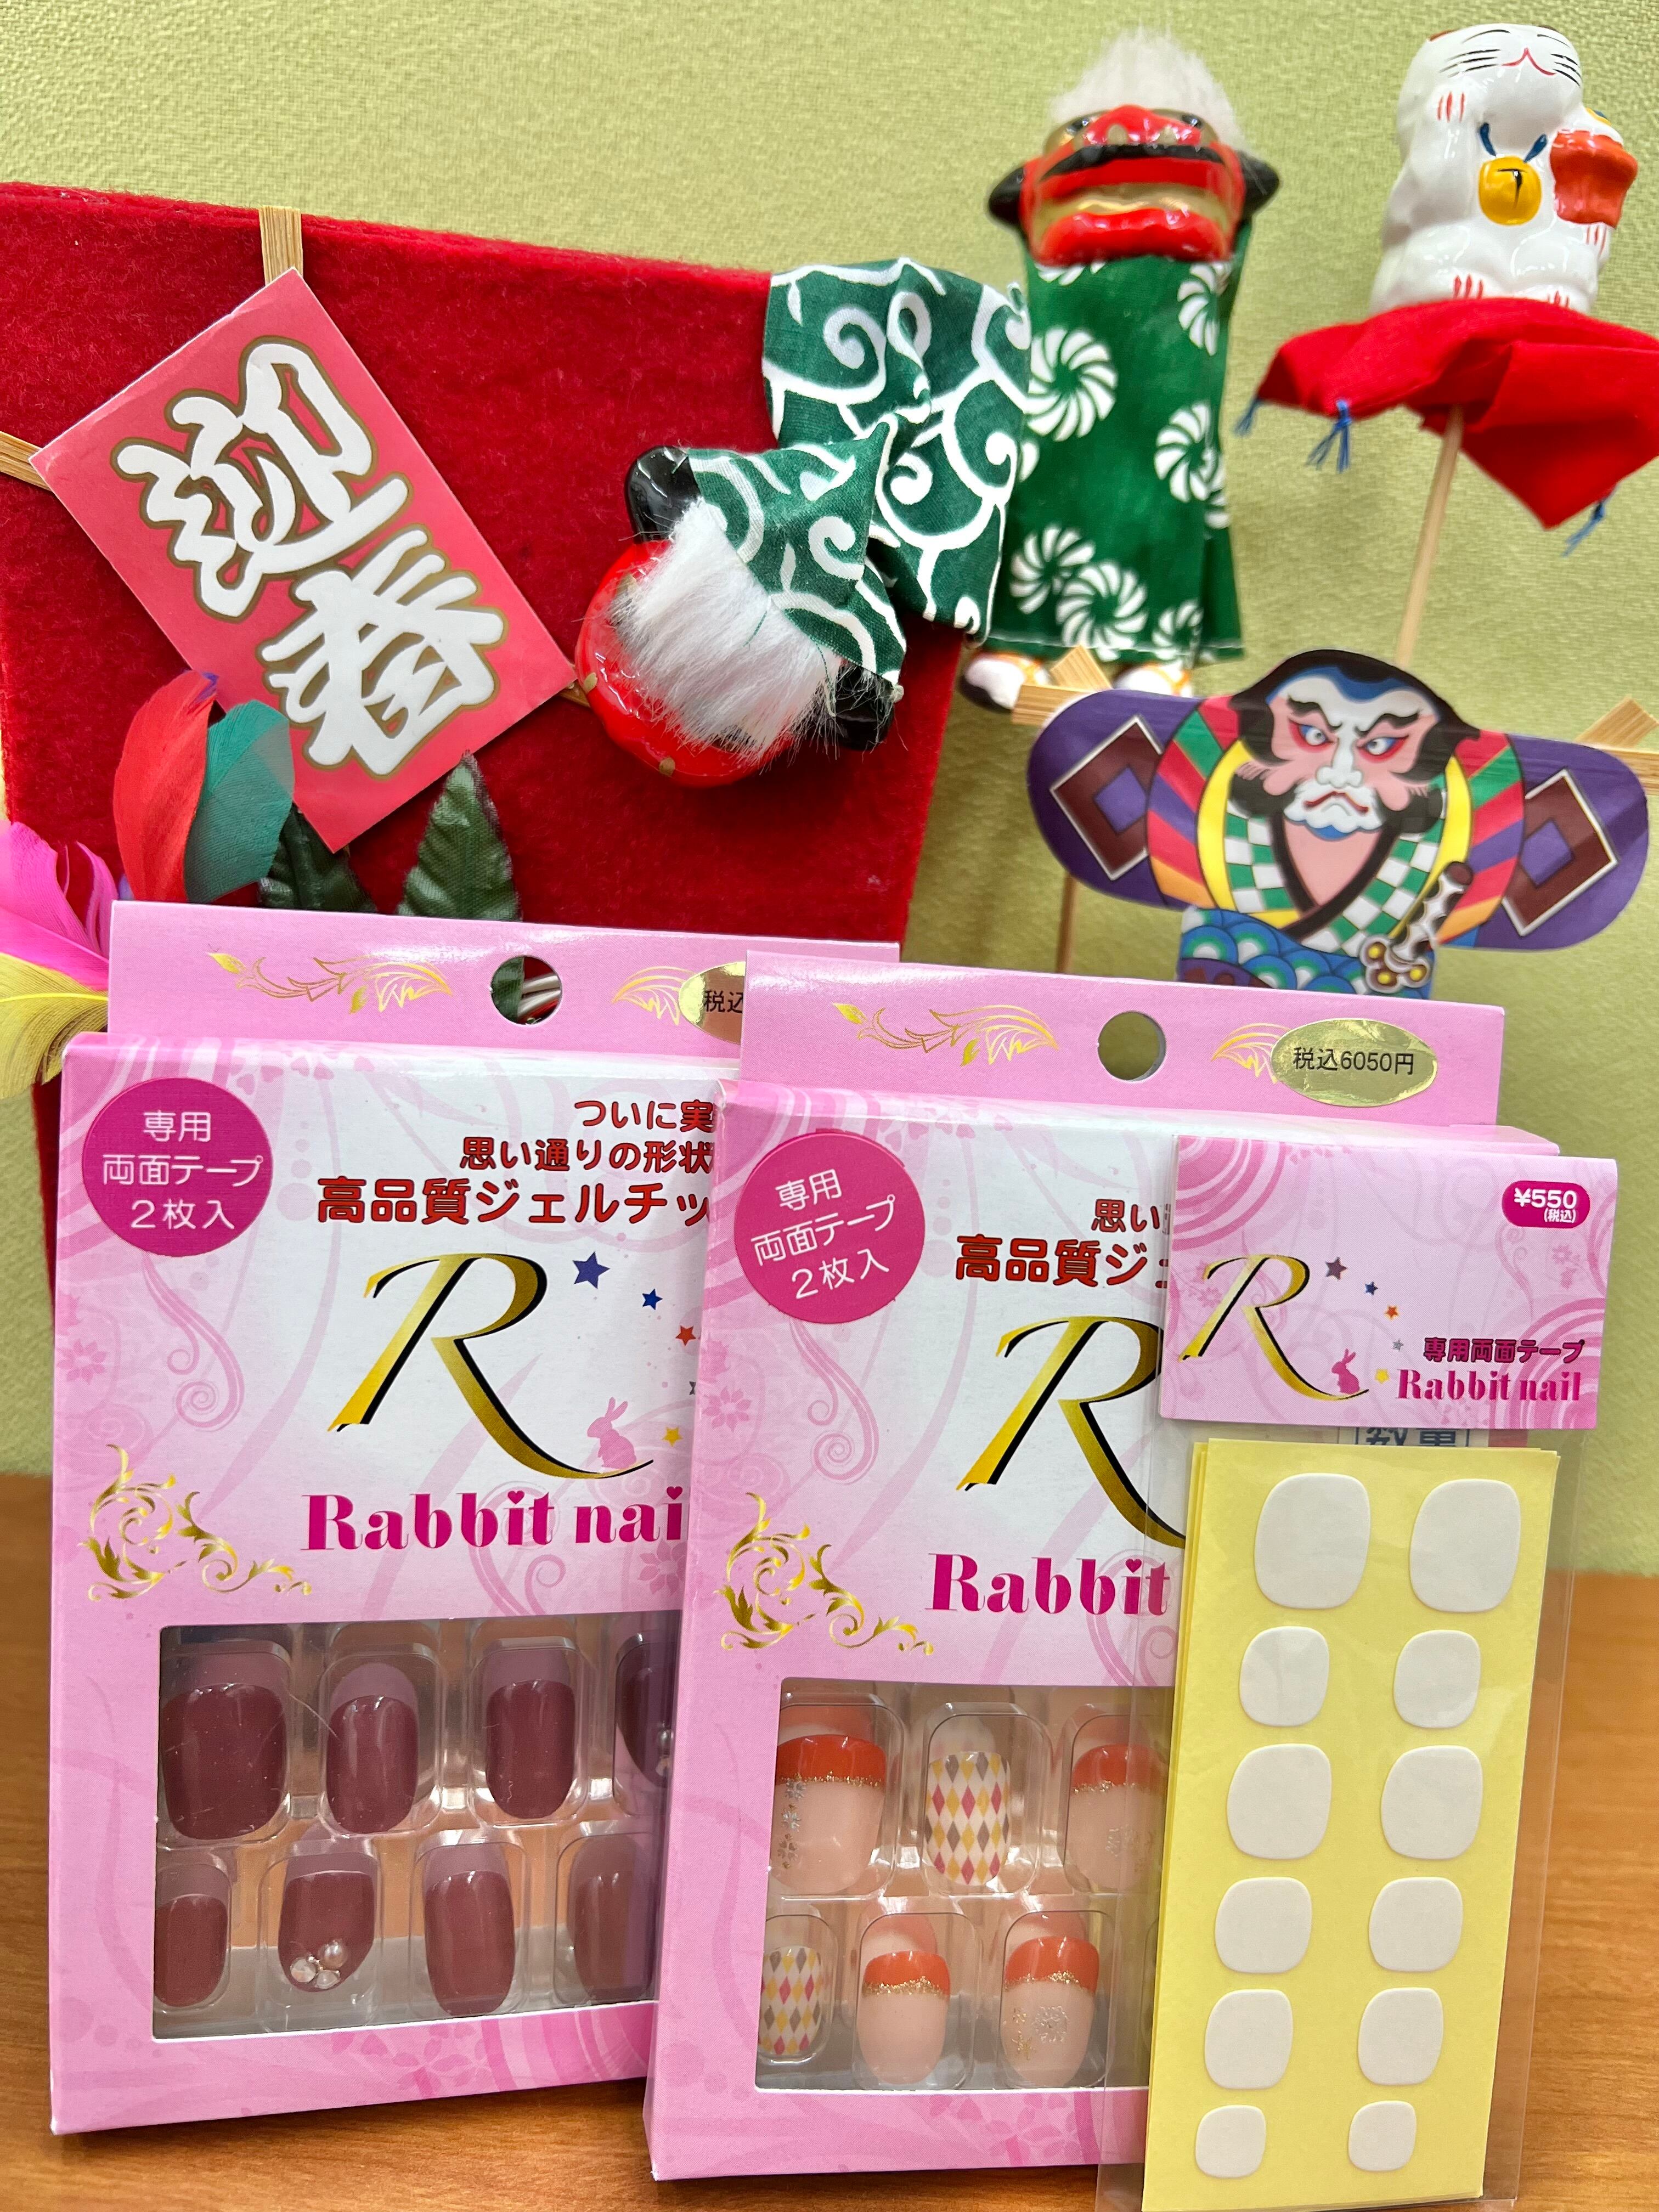 迎
春
税込
専用
両面テープ
2枚入
ついに実
思い通りの形状
高品質ジェルチッ
R
Rabbit nai
税込6050円
専用
両面テープ
2枚入
思い
高品質ジェ
R
Rabbit
¥550
(税込)
R
専用両面テープ
Rabbit nail